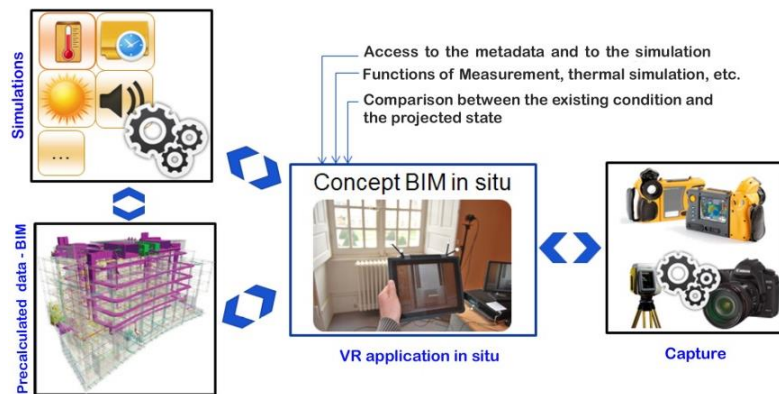 Simulations
...
Precalculated data - BIM
Access to the metadata and to the simulation
Functions of Measurement, thermal simulation, etc.
Comparison between the existing condition and
the projected state
Concept BIM in situ
VR application in situ
Capture